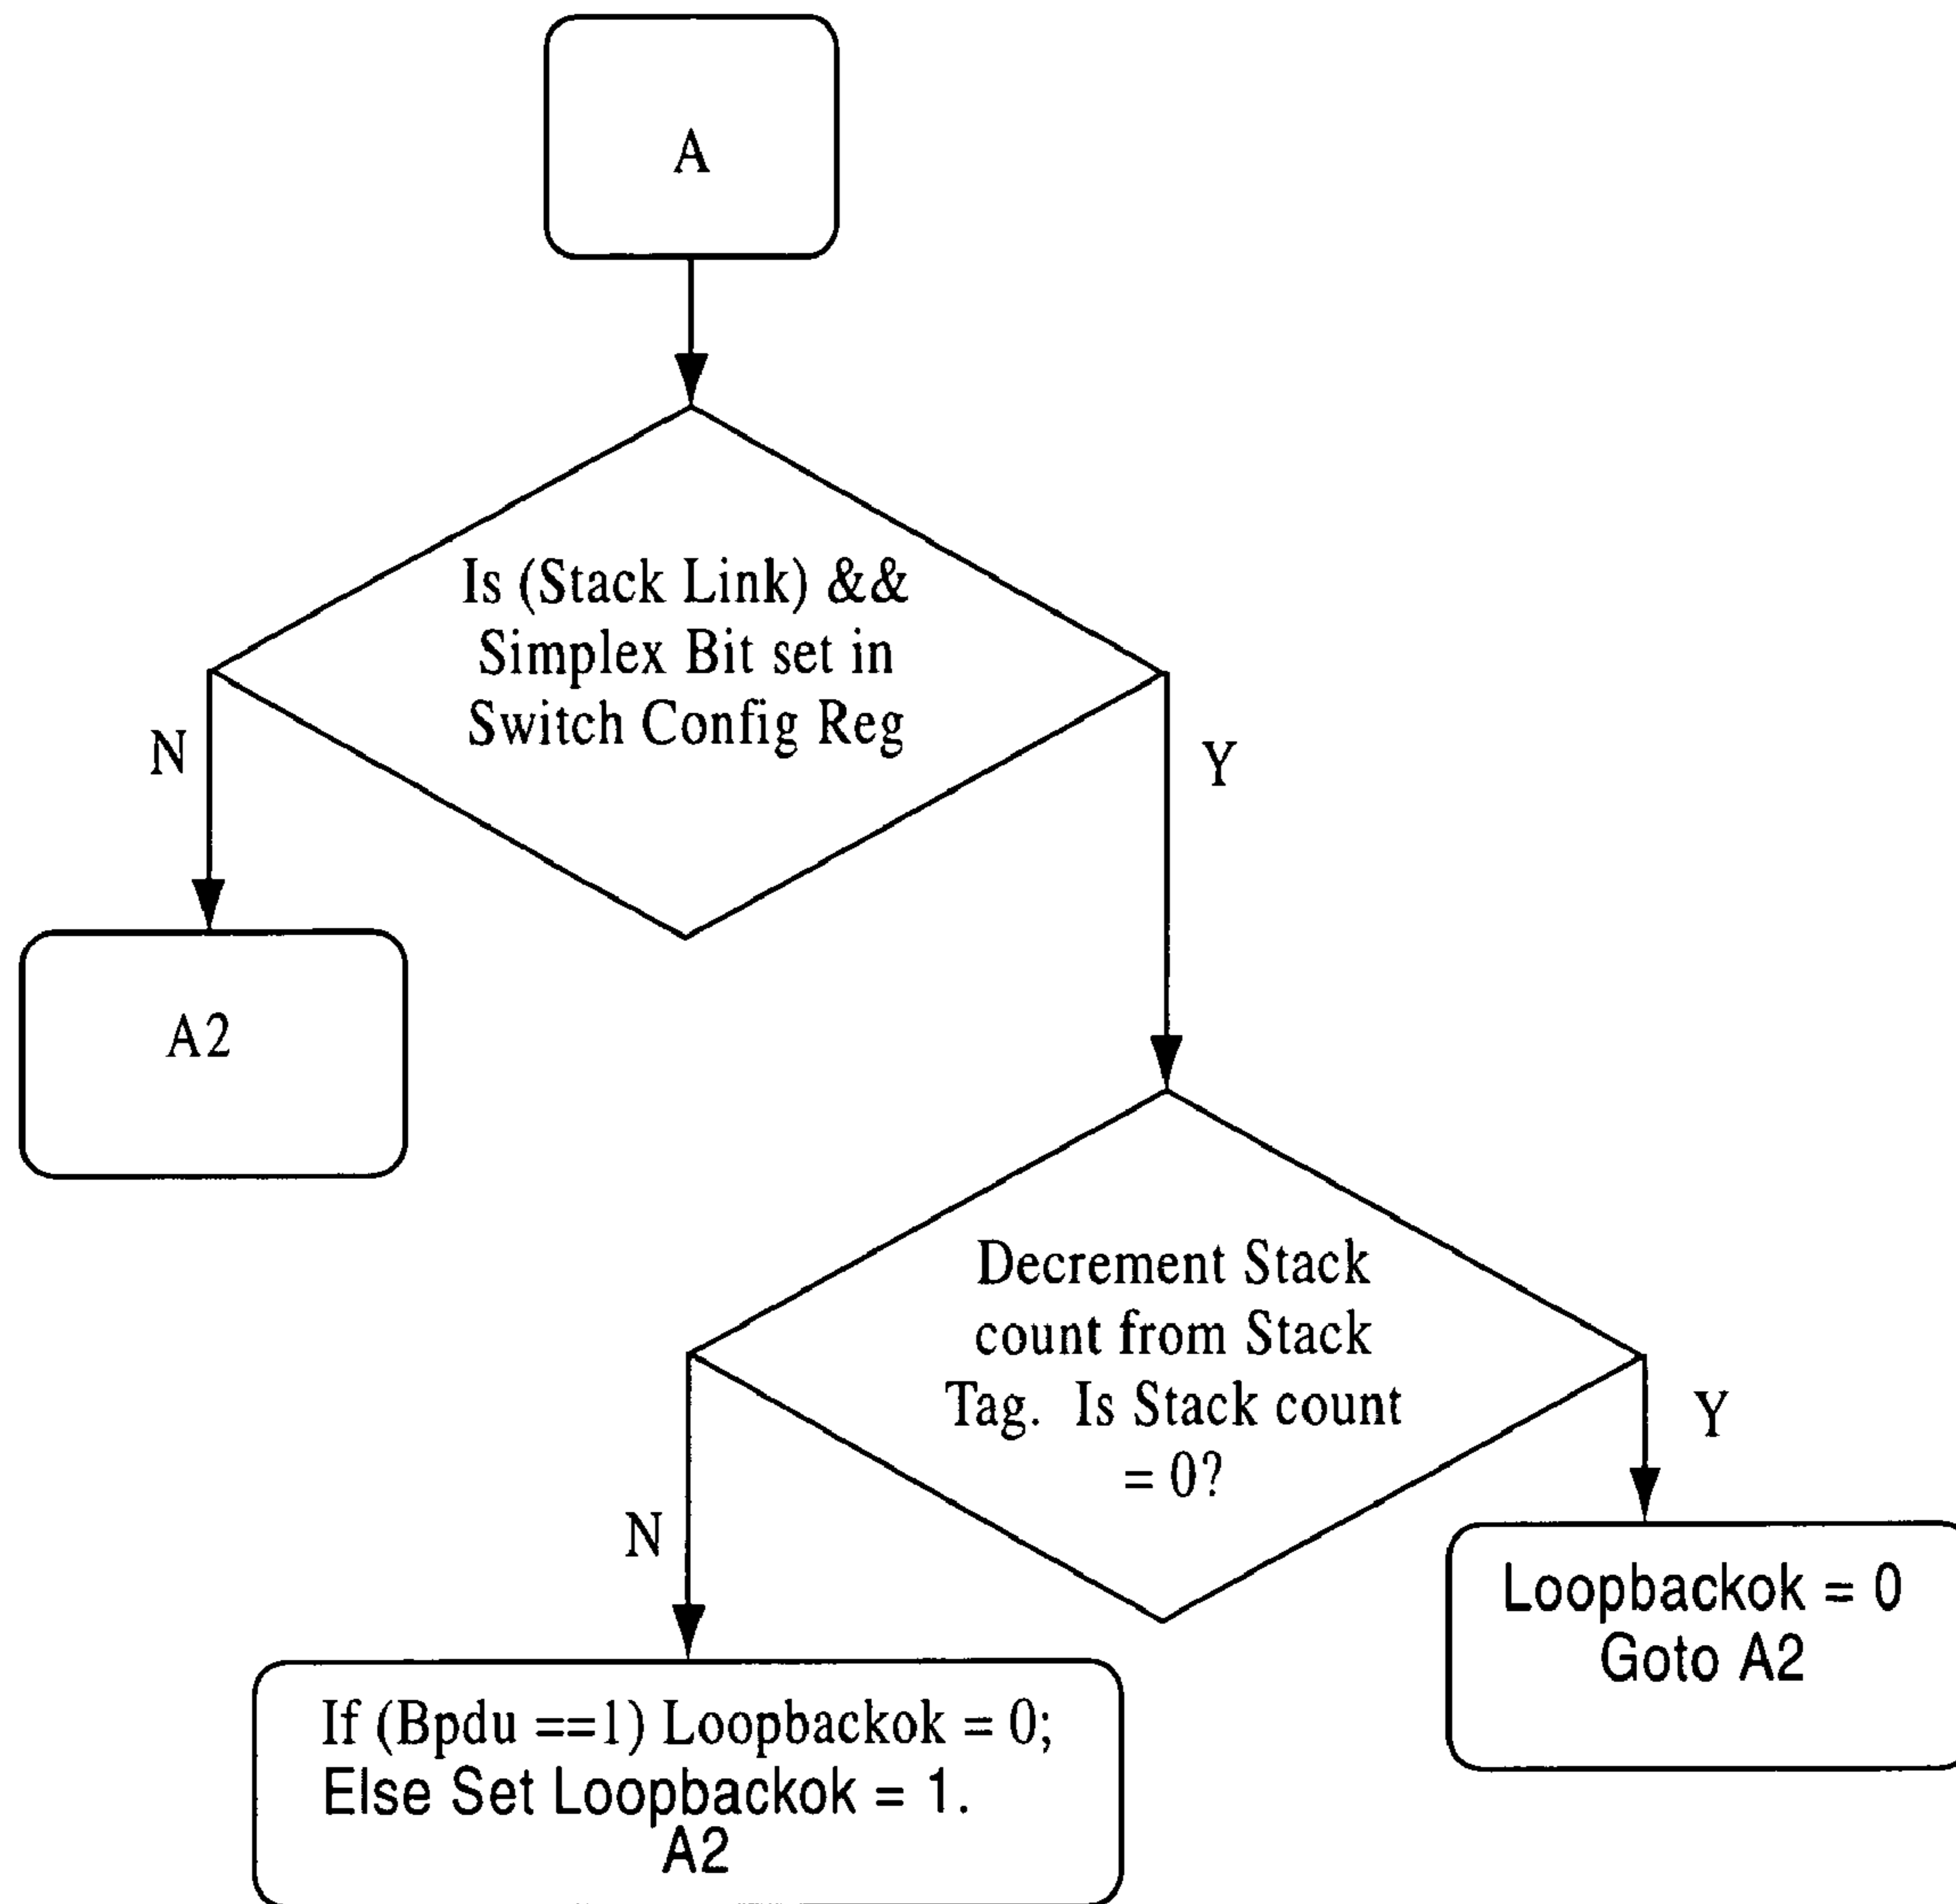 A
Is (Stack Link) &&
Simplex Bit set in
Switch Config Reg
N
Y
A2
Decrement Stack
count from Stack
Tag. Is Stack count
= 0?
Y
N
Loopbackok = 0
Goto A2
If (Bpdu ==1) Loopbackok = 0;
Else Set Loopbackok = 1.
A2